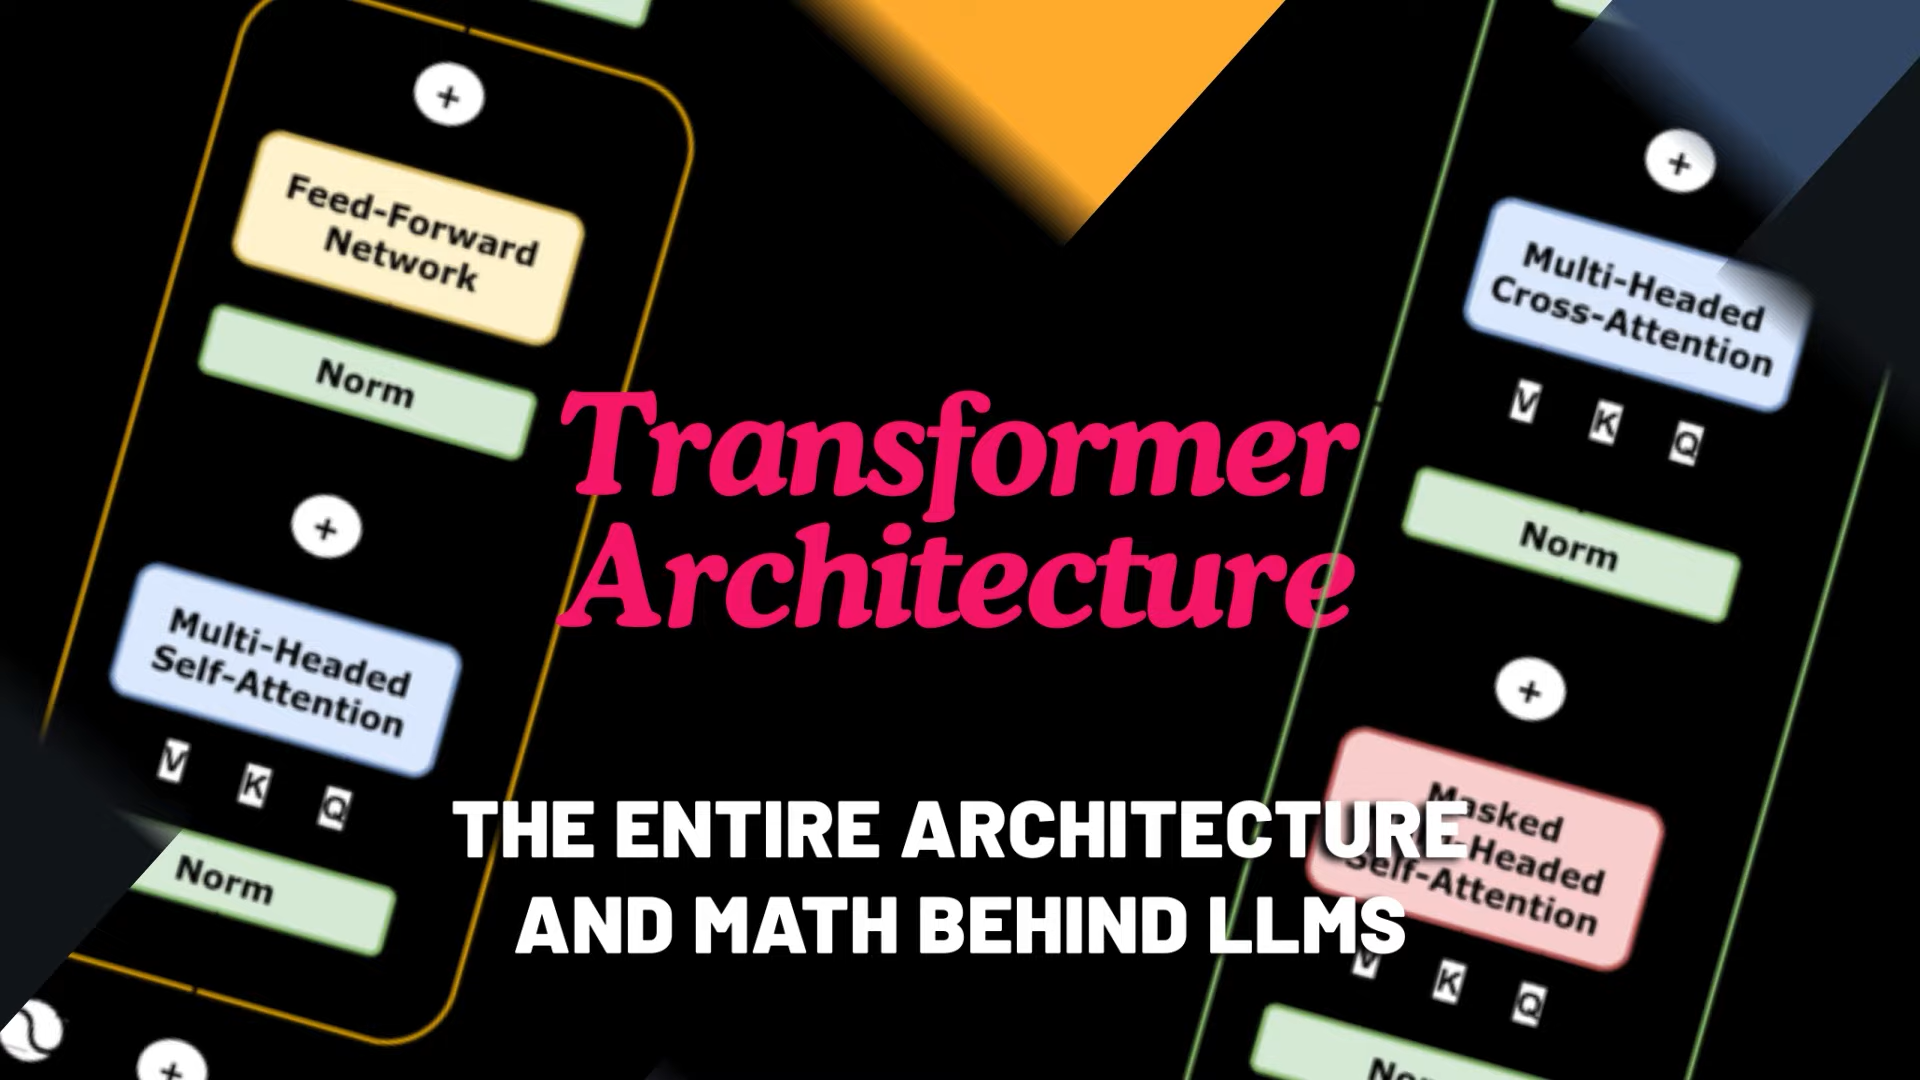 +
Feed-Forward
Network
Norm
+
Multi-Headed
Self-Attention
V K Q
Norm
+
Transformer
Architecture
THE ENTIRE ARCHITECTURE
AND MATH BEHIND LLMS
+
Multi-Headed
Cross-Attention
V K Q
Norm
+
Masked
-Headed
Self-Attention
V K Q